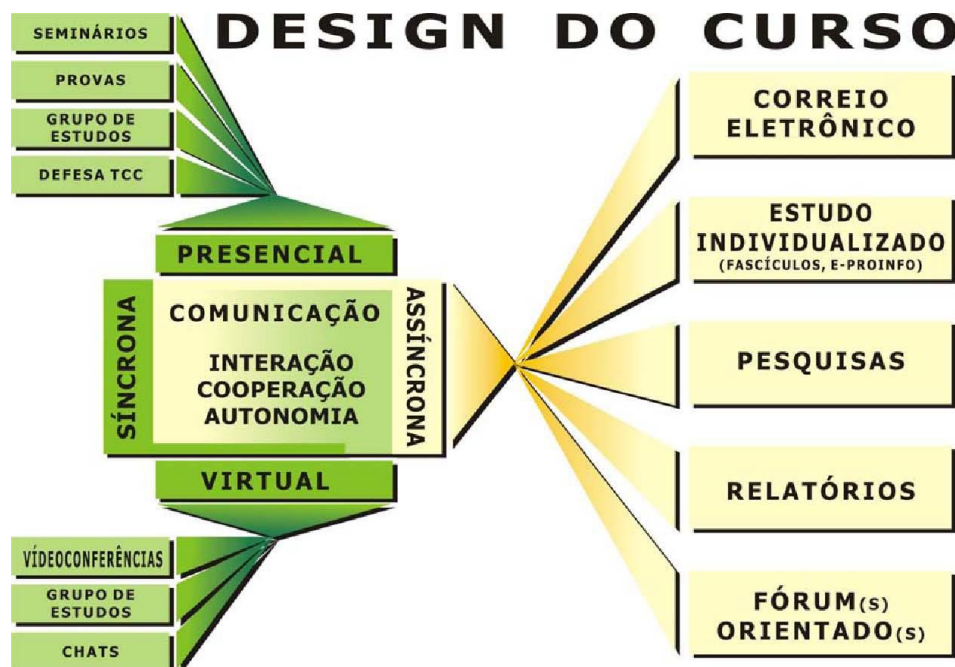 DESIGN DO CURSO
SEMINÁRIOS
PROVAS
GRUPO DE
ESTUDOS
DEFESA TCC
PRESENCIAL
SÍNCRONA
COMUNICAÇÃO
INTERAÇÃO
COOPERAÇÃO
AUTONOMIA
ASSÍNCRONA
VIRTUAL
VÍDEOCONFERÊNCIAS
GRUPO DE
ESTUDOS
CHATS
CORREIO
ELETRÔNICO
ESTUDO
INDIVIDUALIZADO
(FASCÍCULOS, E-PROINFO)
PESQUISAS
RELATÓRIOS
FÓRUM(S)
ORIENTADO(S)